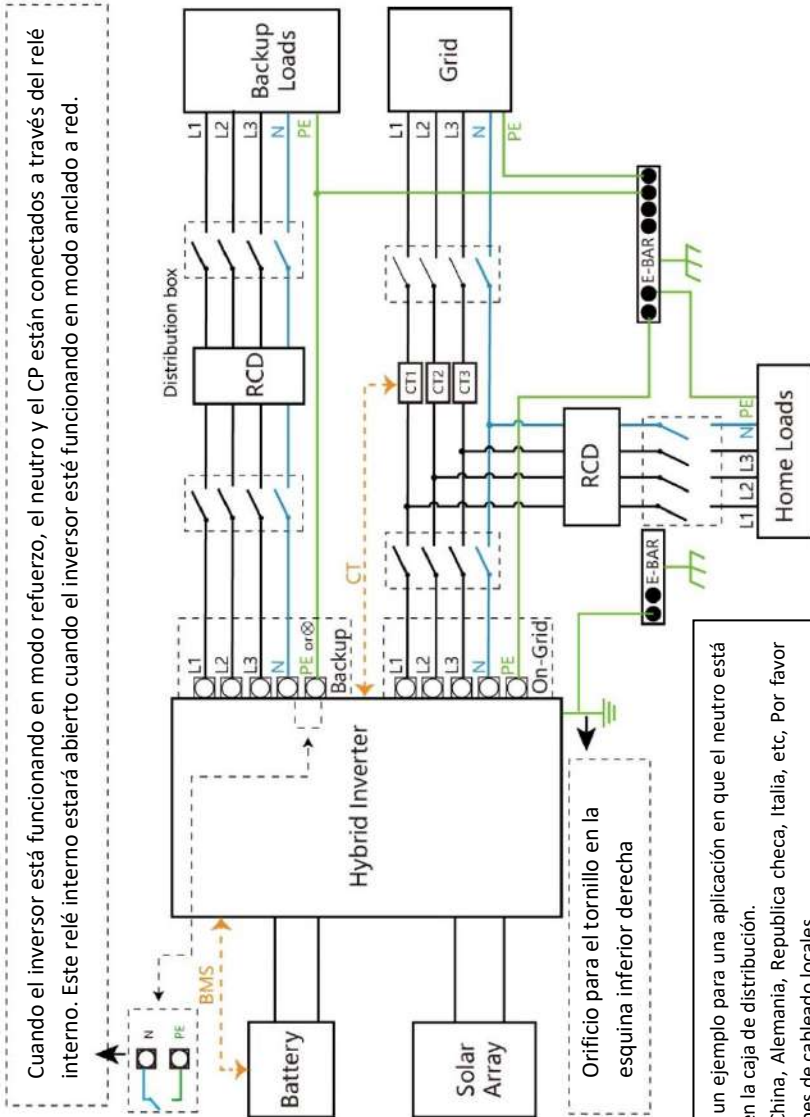 Cuando el inversor está funcionando en modo refuerzo, el neutro y el CP están conectados a través del relé
interno. Este relé interno estará abierto cuando el inversor esté funcionando en modo anclado a red.
N
PE
BMS
Battery
Solar
Array
Hybrid Inverter
L1
L2
L3
N
PE or
Backup
CT
L1
L2
L3
N
PE
On-Grid
Distribution box
RCD
L1
L2
L3
N
PE
Backup
Loads
CT1
CT2
CT3
L1
L2
L3
N
PE
Grid
RCD
E-BAR
E-BAR
L1 L2 L3 N PE
Home Loads
Orificio para el tornillo en la
esquina inferior derecha
un ejemplo para una aplicación en que el neutro está
en la caja de distribución.
China, Alemania, Republica checa, Italia, etc, Por favor
de cableado locales